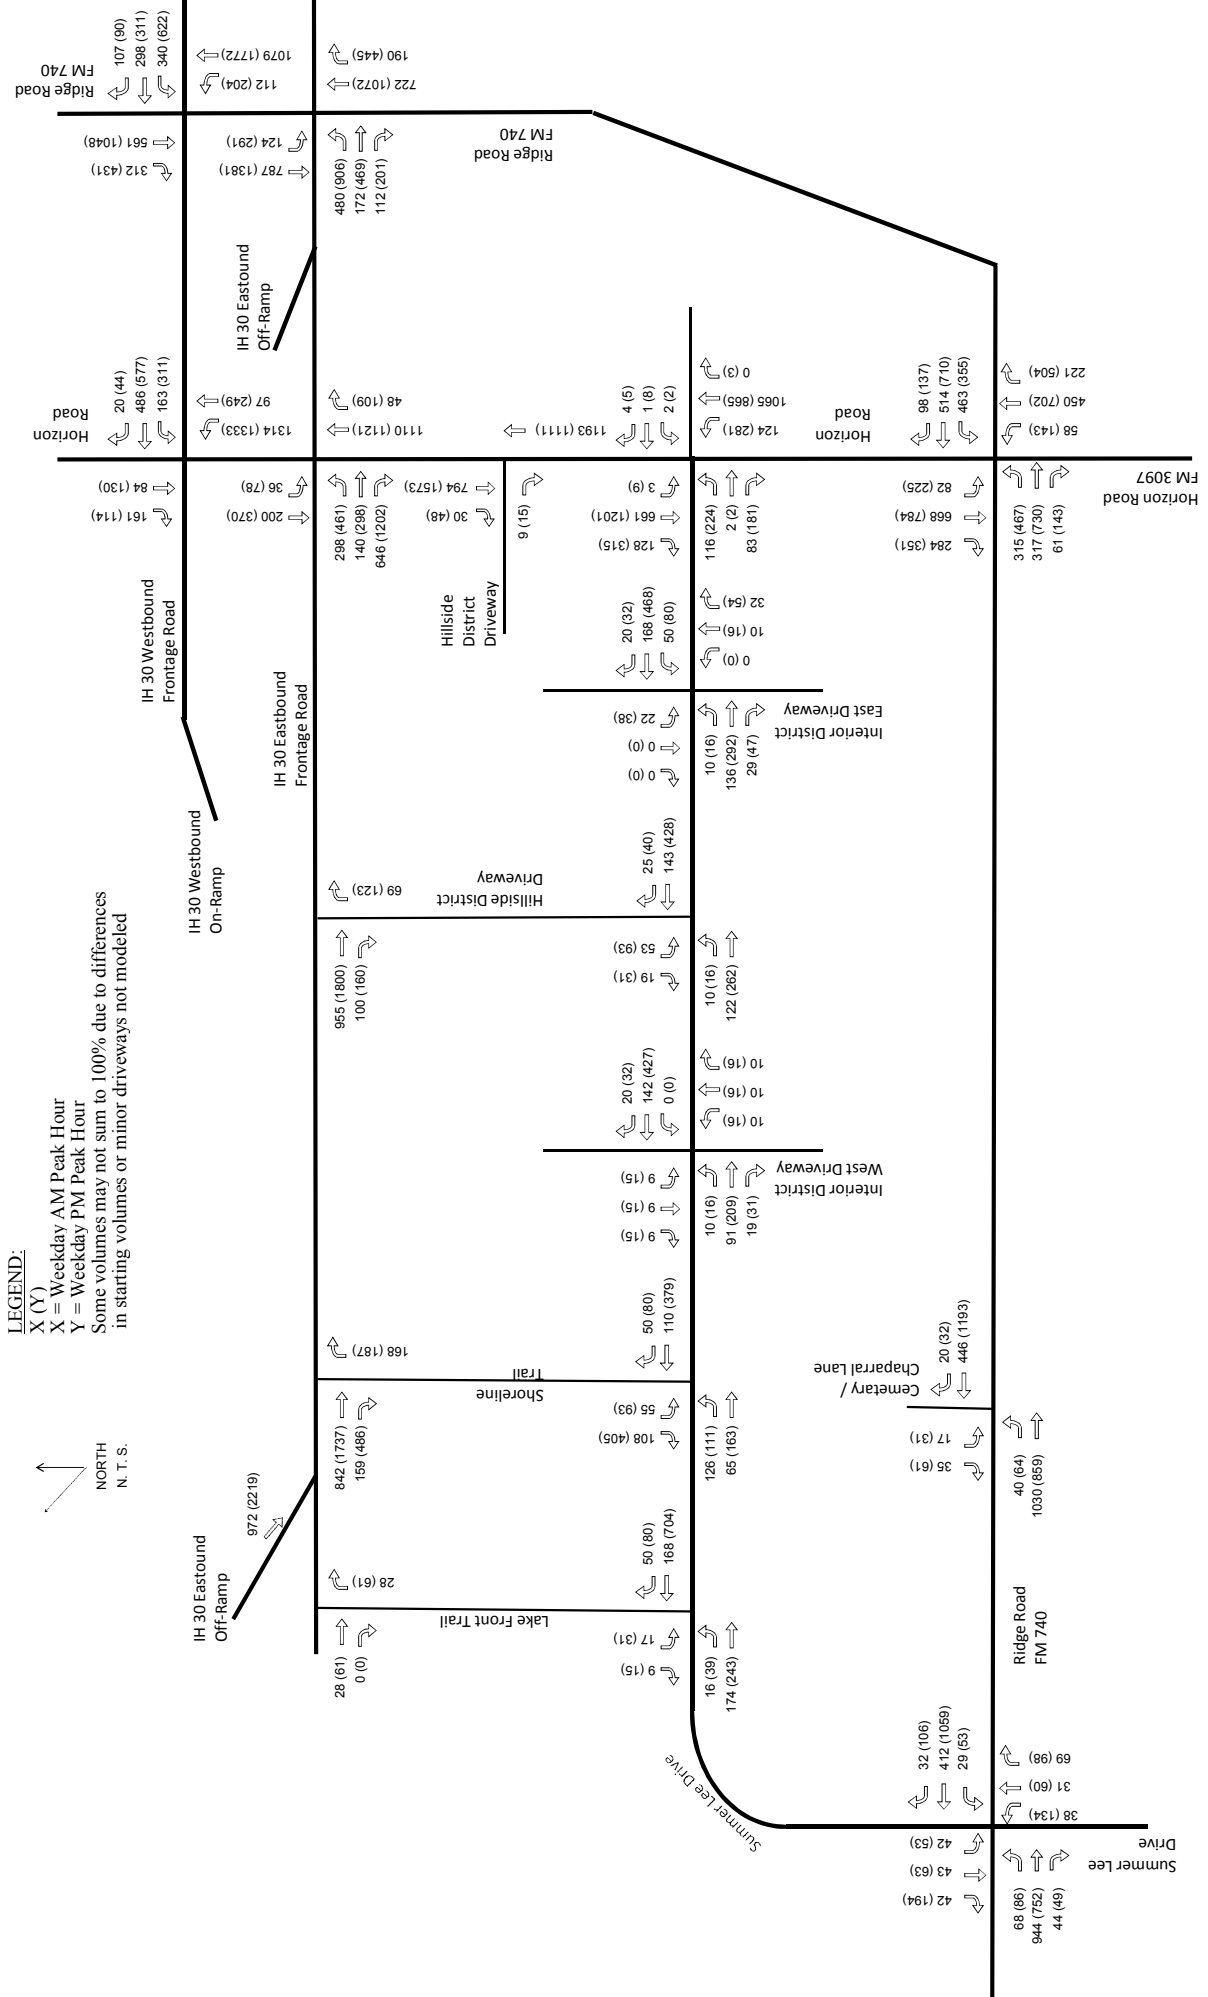 LEGEND:
X (Y)
X = Weekday AM Peak Hour
Y = Weekday PM Peak Hour
Some volumes may not sum to 100% due to differences
in starting volumes or minor driveways not modeled
NORTH
N. T. S.
Ridge Road
FM 740
107 (90)
298 (311)
340 (622)
1079 (1772)
112 (204)
190 (445)
722 (1072)
561 (1048)
312 (431)
124 (291)
787 (1381)
480 (906)
172 (469)
112 (201)
Ridge Road
FM 740
IH 30 Eastound
Off-Ramp
Horizon
Road
20 (44)
486 (577)
163 (311)
97 (249)
1314 (1333)
48 (109)
1110 (1121)
84 (130)
161 (114)
36 (78)
200 (370)
298 (461)
140 (298)
646 (1202)
1193 (1111)
794 (1573)
30 (48)
9 (15)
Hillside
District
Driveway
4 (5)
1 (8)
2 (2)
0 (3)
1065 (865)
124 (281)
3 (9)
661 (1201)
128 (315)
116 (224)
2 (2)
83 (181)
Horizon
Road
98 (137)
514 (710)
463 (355)
221 (504)
450 (702)
58 (143)
82 (225)
668 (784)
284 (351)
315 (467)
317 (730)
61 (143)
Horizon Road
FM 3097
IH 30 Westbound
Frontage Road
IH 30 Eastbound
Frontage Road
IH 30 Westbound
On-Ramp
20 (32)
168 (468)
50 (80)
32 (54)
10 (16)
0 (0)
22 (38)
0 (0)
0 (0)
10 (16)
136 (292)
29 (47)
Interior District
East Driveway
69 (123)
Hillside District
Driveway
955 (1800)
100 (160)
25 (40)
143 (428)
53 (93)
19 (31)
10 (16)
122 (262)
20 (32)
142 (427)
0 (0)
10 (16)
10 (16)
10 (16)
9 (15)
9 (15)
9 (15)
10 (16)
91 (209)
19 (31)
Interior District
West Driveway
168 (187)
Shoreline
Trail
842 (1737)
159 (486)
50 (80)
110 (379)
55 (93)
108 (405)
126 (111)
65 (163)
Cemetary /
Chaparral Lane
20 (32)
446 (1193)
17 (31)
35 (61)
40 (64)
1030 (859)
972 (2219)
IH 30 Eastound
Off-Ramp
28 (61)
Lake Front Trail
28 (61)
0 (0)
50 (80)
168 (704)
17 (31)
9 (15)
16 (39)
174 (243)
Summer Lee Drive
Ridge Road
FM 740
32 (106)
412 (1059)
29 (53)
69 (98)
31 (60)
38 (134)
42 (53)
43 (63)
42 (194)
68 (86)
944 (752)
44 (49)
Summer Lee
Drive